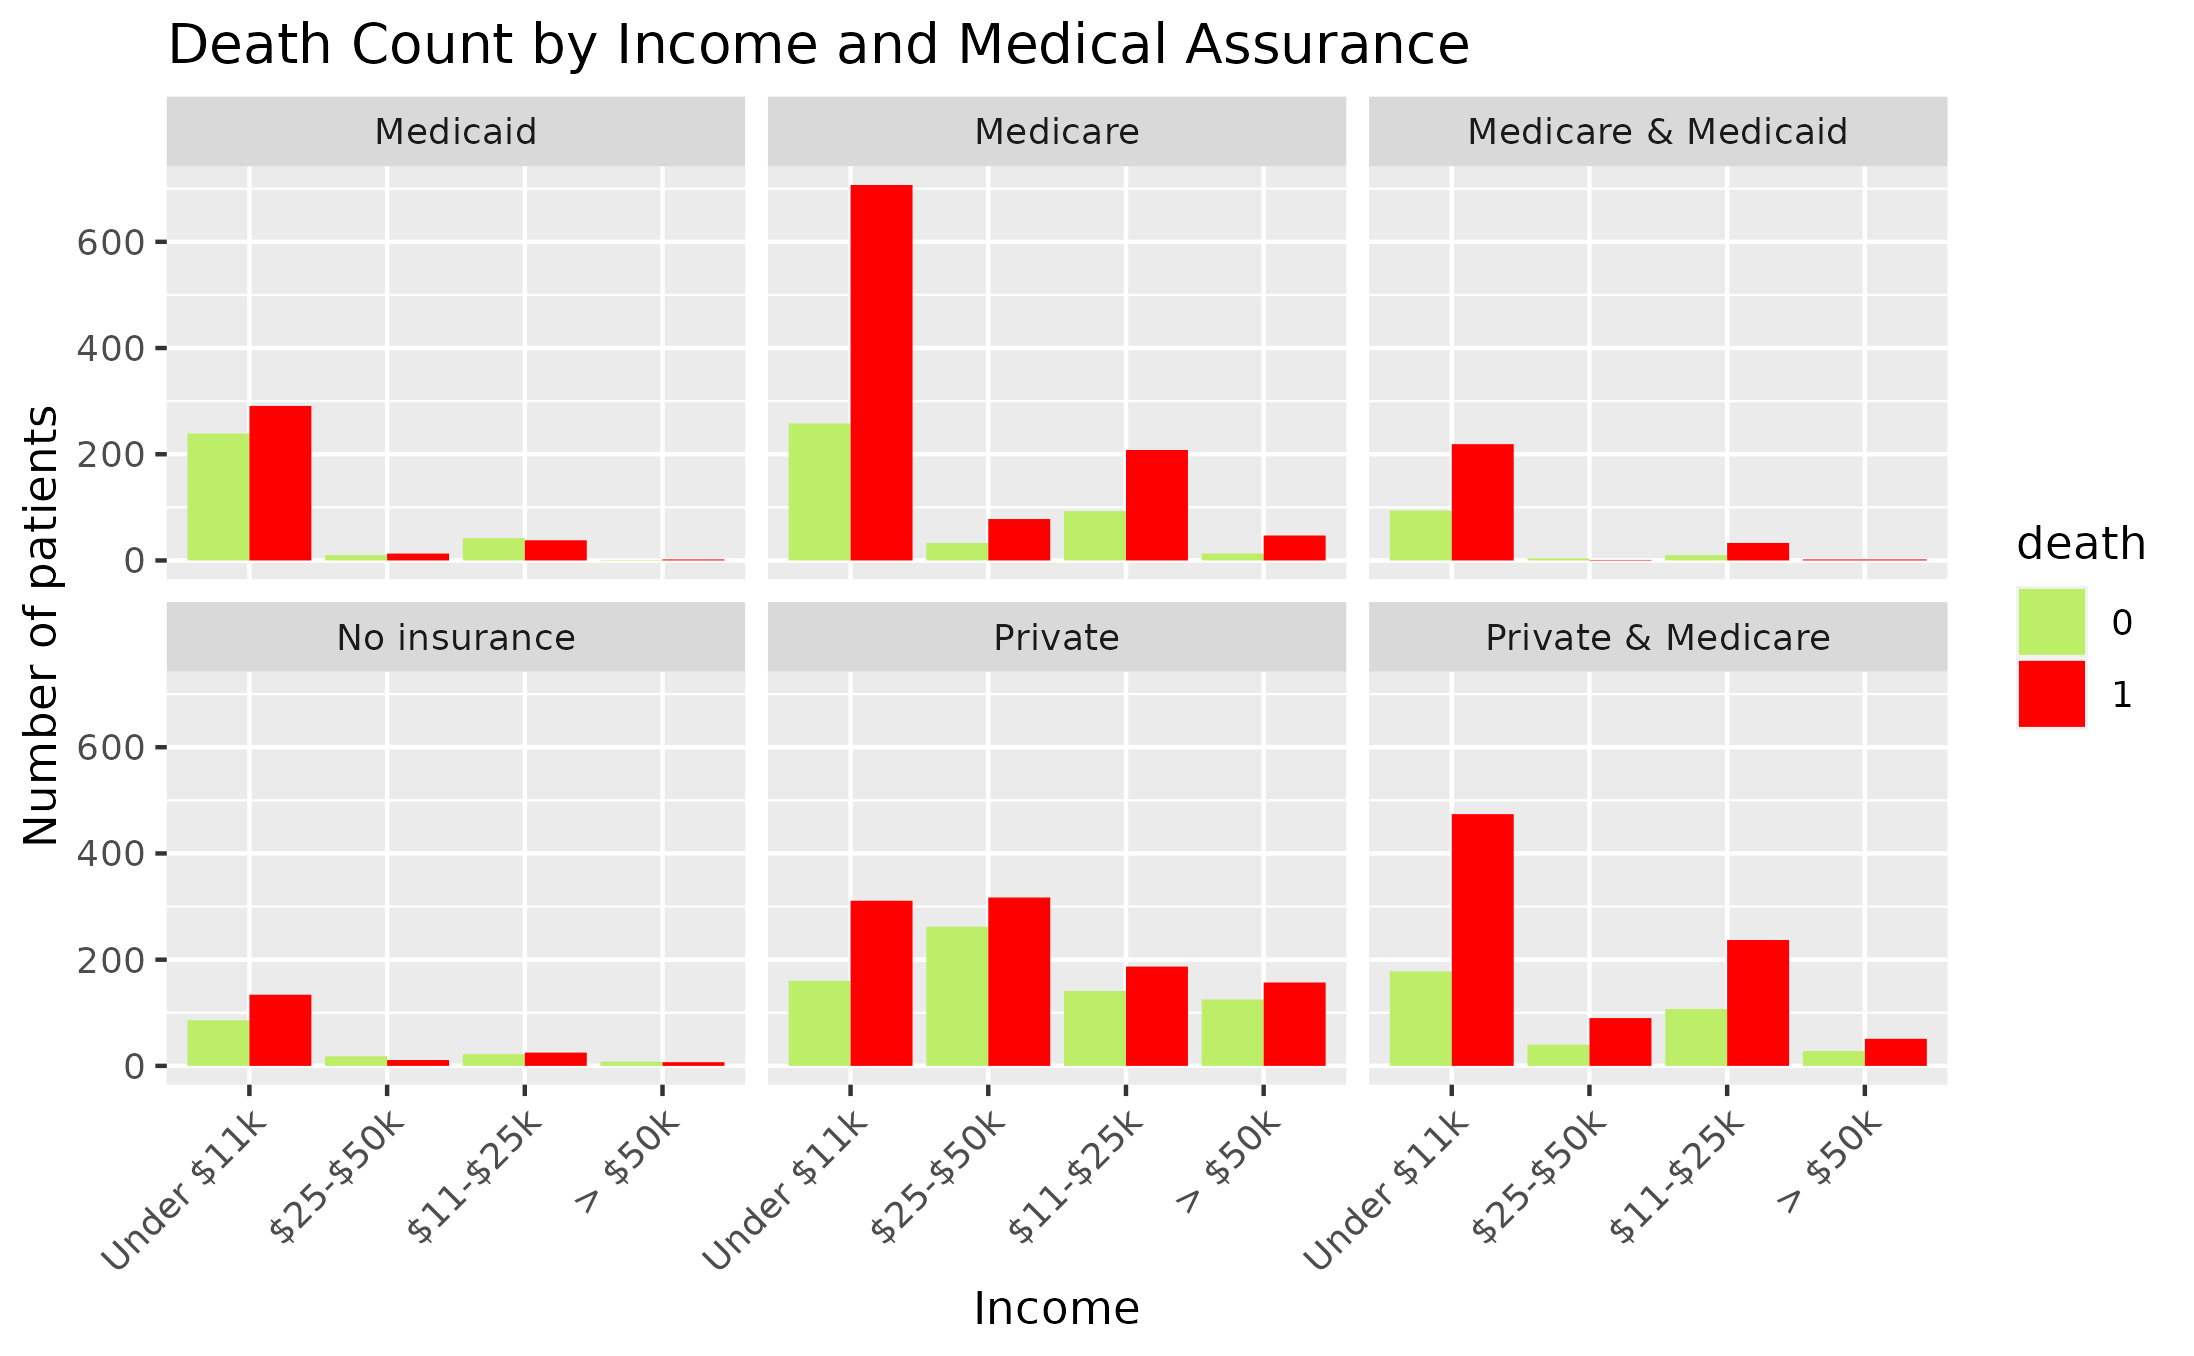 Death Count by Income and Medical Assurance
Medicaid
Medicare
Medicare & Medicaid
600
400
200
0
No insurance
Private
Private & Medicare
600
400
200
0
Number of patients
Under $11k
$25-$50k
$11-$25k
> $50k
Under $11k
$25-$50k
$11-$25k
> $50k
Under $11k
$25-$50k
$11-$25k
> $50k
Income
death
0
1